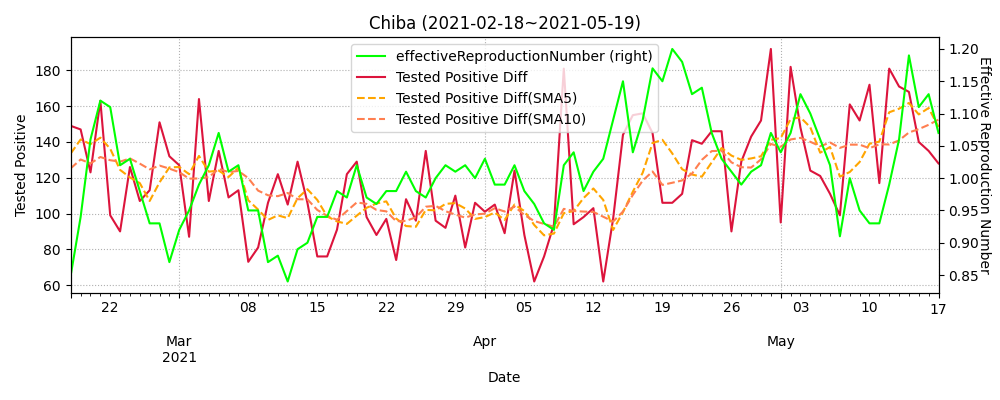 Chiba (2021-02-18~2021-05-19)
effectiveReproductionNumber (right)
Tested Positive Diff
Tested Positive Diff(SMA5)
Tested Positive Diff(SMA10)
Tested Positive
180
160
140
120
100
80
60
Effective Reproduction Number
1.20
1.15
1.10
1.05
1.00
0.95
0.90
0.85
22 08 15 22 29 05 12 19 26 03 10 17
Mar Apr May
2021
Date